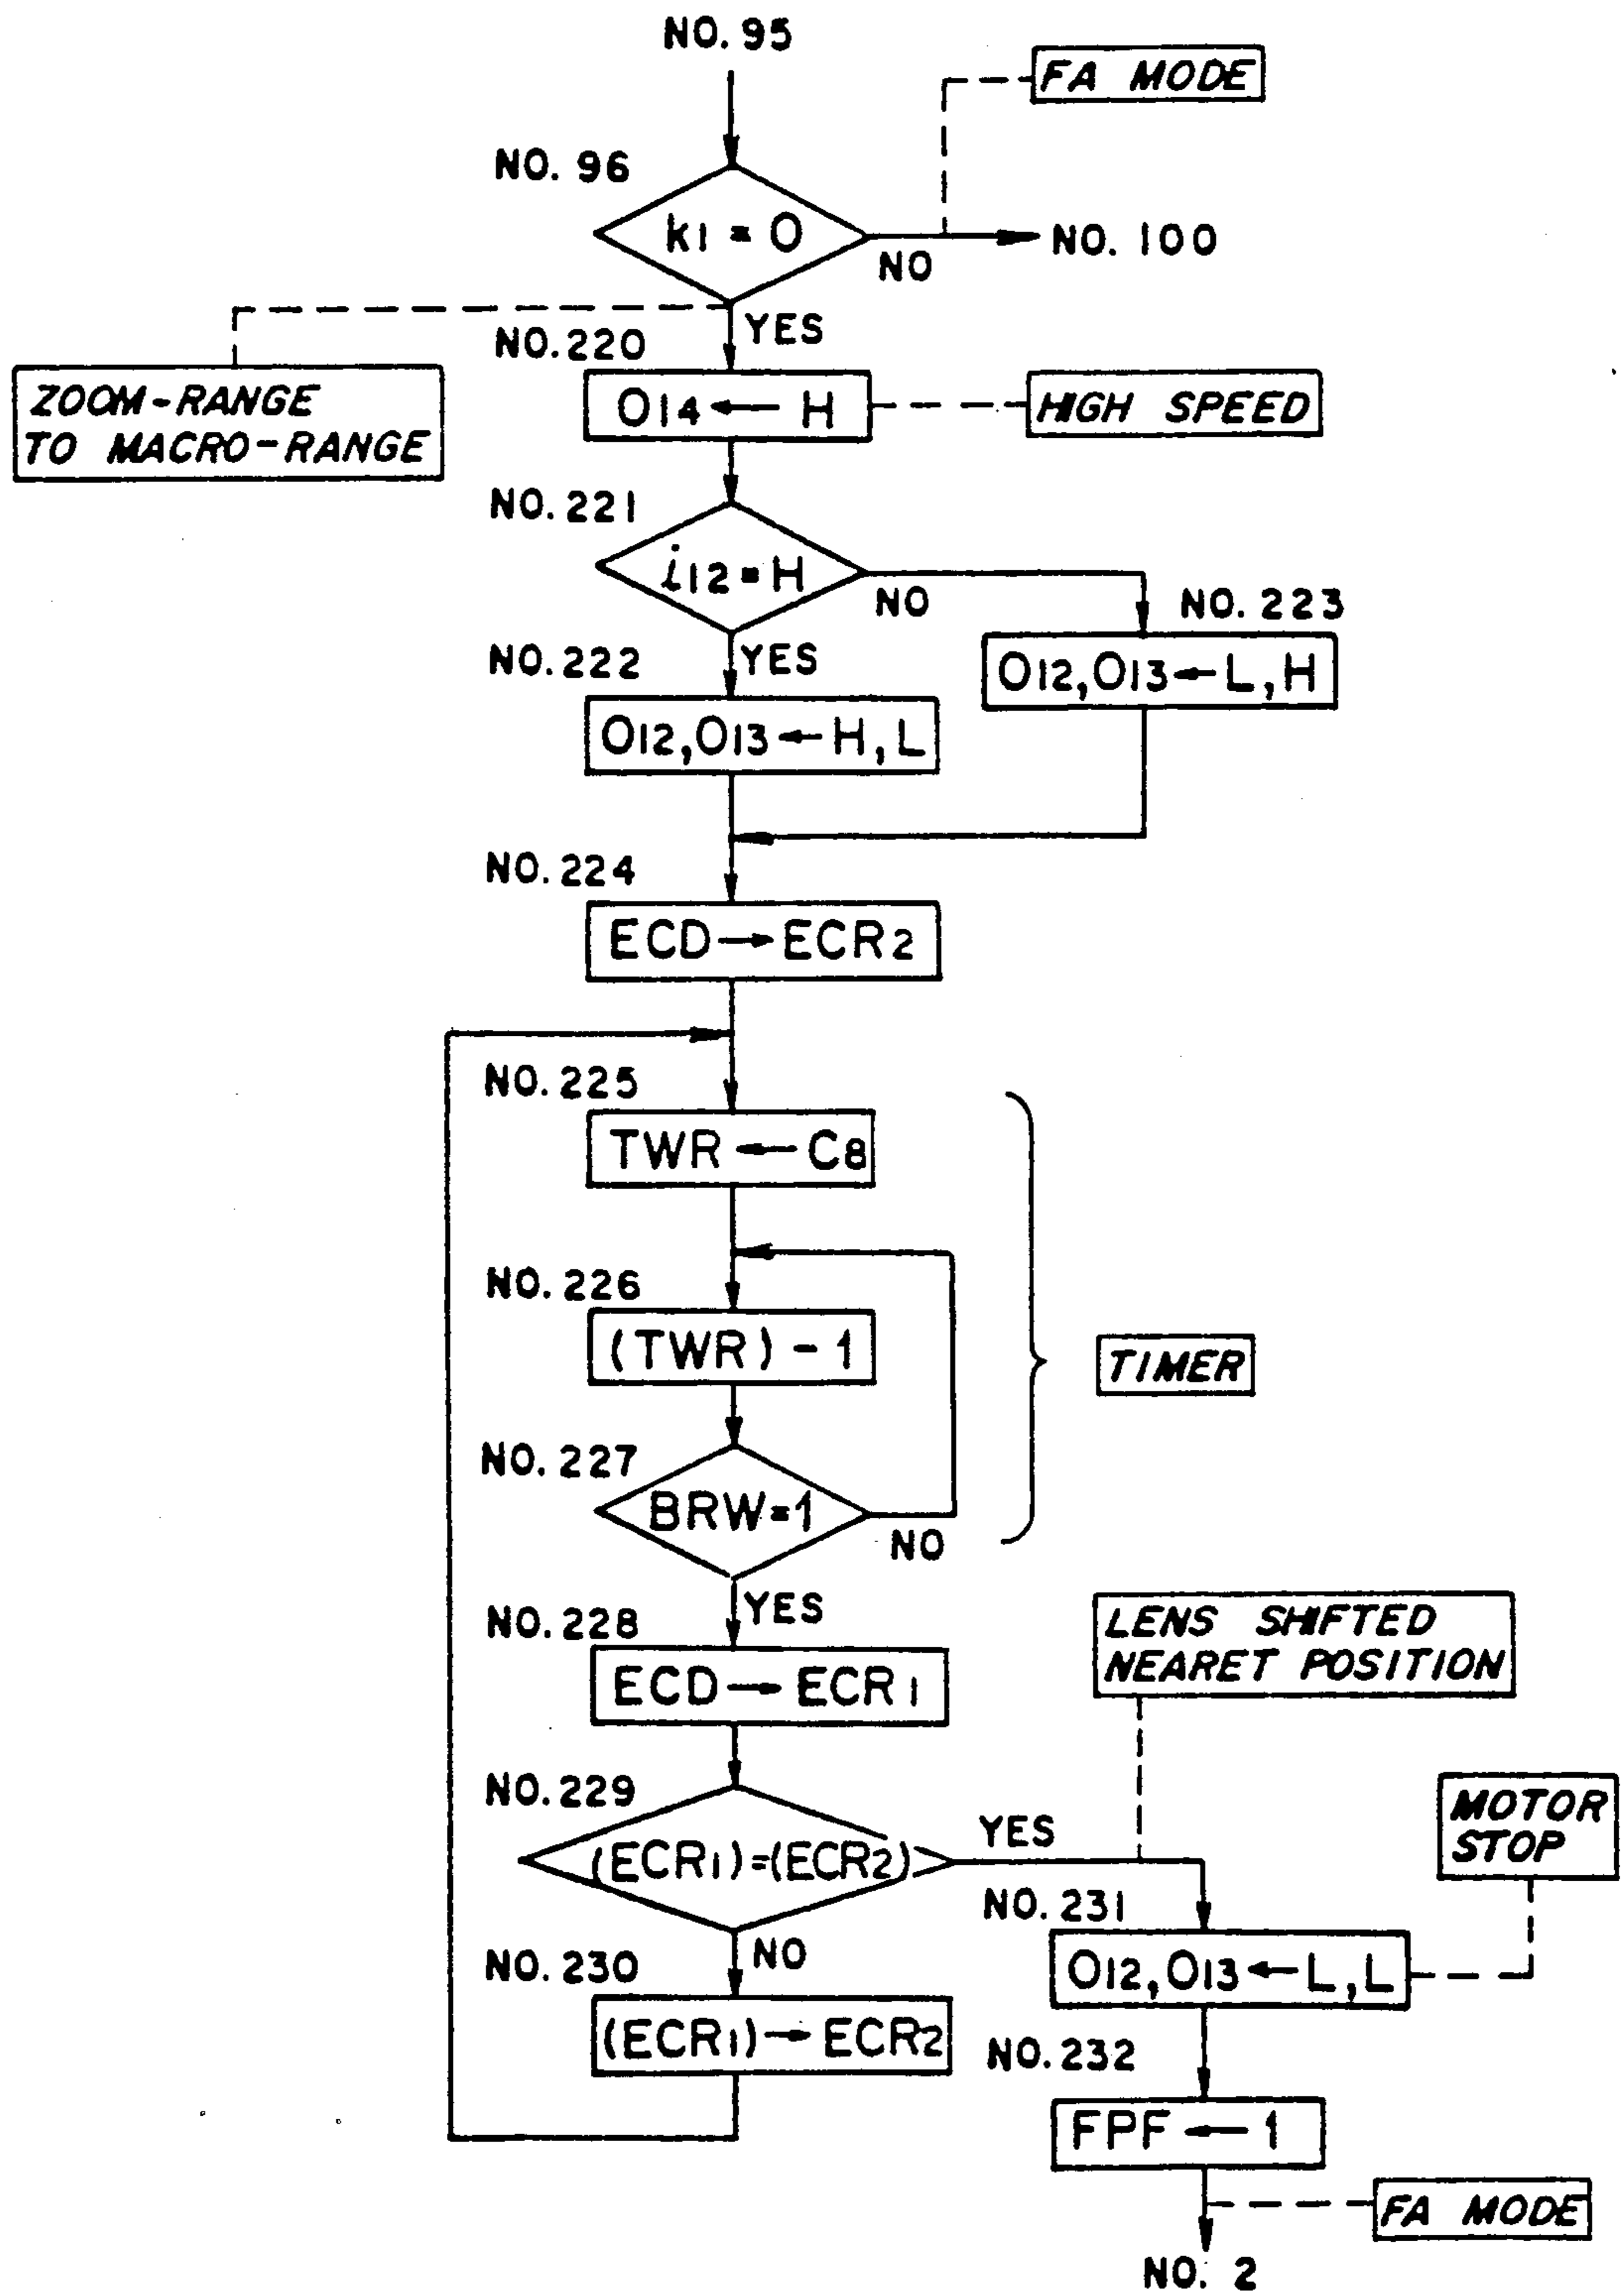 NO. 95
FA MODE
NO. 96
k1 = 0
NO
NO. 100
YES
NO. 220
ZOOM-RANGE
TO MACRO-RANGE
O14 ← H
HIGH SPEED
NO. 221
i12 = H
NO
NO. 223
YES
NO. 222
O12, O13 ← L, H
O12, O13 ← H, L
NO. 224
ECD → ECR2
NO. 225
TWR ← C8
NO. 226
(TWR) - 1
TIMER
NO. 227
BRW = 1
NO
YES
NO. 228
LENS SHIFTED
NEARET POSITION
ECD → ECR1
NO. 229
(ECR1) = (ECR2)
YES
MOTOR
STOP
NO. 231
O12, O13 ← L, L
NO
NO. 230
(ECR1) → ECR2
NO. 232
FPF ← 1
FA MODE
NO. 2